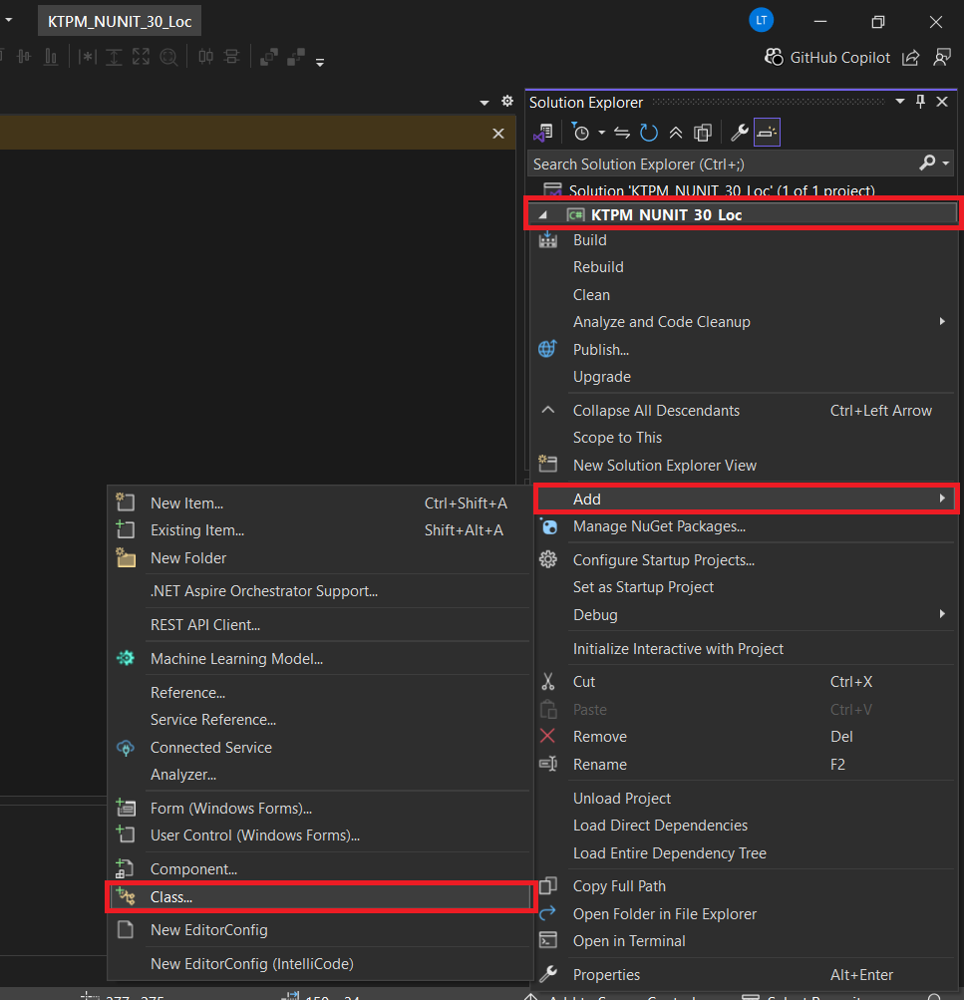 KTPM_NUNIT_30_Loc
LT
GitHub Copilot
Solution Explorer
Search Solution Explorer (Ctrl+;)
Solution 'KTPM_NUNIT_30_Loc' (1 of 1 project)
C# KTPM_NUNIT_30_Loc
Build
Rebuild
Clean
Analyze and Code Cleanup
Publish...
Upgrade
Collapse All Descendants Ctrl+Left Arrow
Scope to This
New Solution Explorer View
Add
Manage NuGet Packages...
Configure Startup Projects...
Set as Startup Project
Debug
Initialize Interactive with Project
Cut Ctrl+X
Paste Ctrl+V
Remove Del
Rename F2
Unload Project
Load Direct Dependencies
Load Entire Dependency Tree
Copy Full Path
Open Folder in File Explorer
Open in Terminal
Properties Alt+Enter
New Item... Ctrl+Shift+A
Existing Item... Shift+Alt+A
New Folder
.NET Aspire Orchestrator Support...
REST API Client...
Machine Learning Model...
Reference...
Service Reference...
Connected Service
Analyzer...
Form (Windows Forms)...
User Control (Windows Forms)...
Component...
Class...
New EditorConfig
New EditorConfig (IntelliCode)